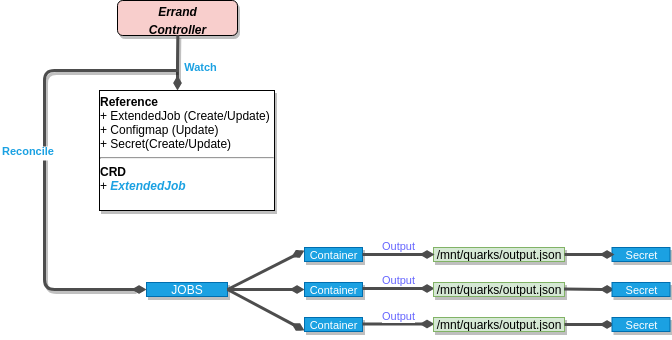 Errand
Controller
Watch
Reference
+ ExtendedJob (Create/Update)
+ Configmap (Update)
+ Secret(Create/Update)
CRD
+ ExtendedJob
Reconcile
JOBS
Container
Output
/mnt/quarks/output.json
Secret
Container
Output
/mnt/quarks/output.json
Secret
Container
Output
/mnt/quarks/output.json
Secret